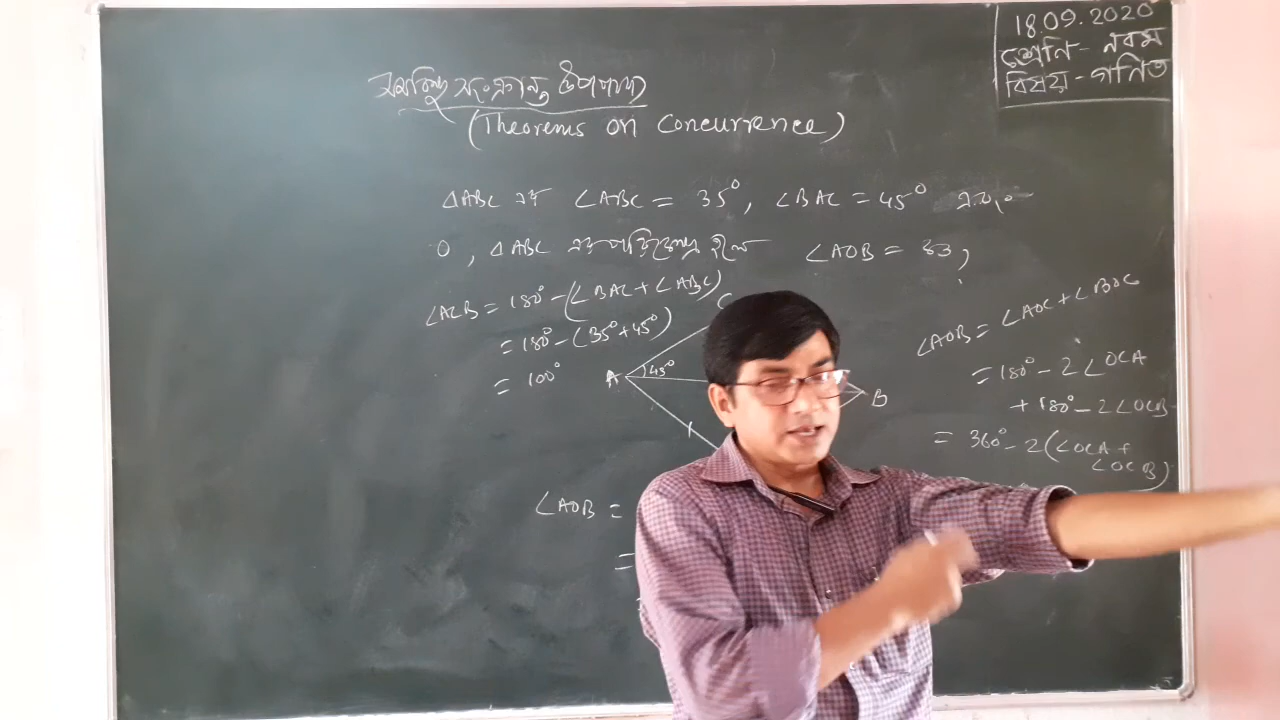 18.09.2020
শ্রেণি - নবম
বিষয় - গণিত
সমবিন্দু সংক্রান্ত উপপাদ্য
(Theorems on Concurrence)
△ABC এর ∠ABC = 35°, ∠BAC = 45°
O, △ABC এর পরিকেন্দ্র হলে ∠AOB =
∠ACB = 180° - (∠BAC + ∠ABC)
= 180° - (35° + 45°)
= 100°
C
A 45°
B
∠AOB =
=
∠AOB = ∠AOC + ∠BOC
= 180° - 2 ∠OCA
+ 180° - 2 ∠OCB
= 360° - 2 (∠OCA +
∠OCB)